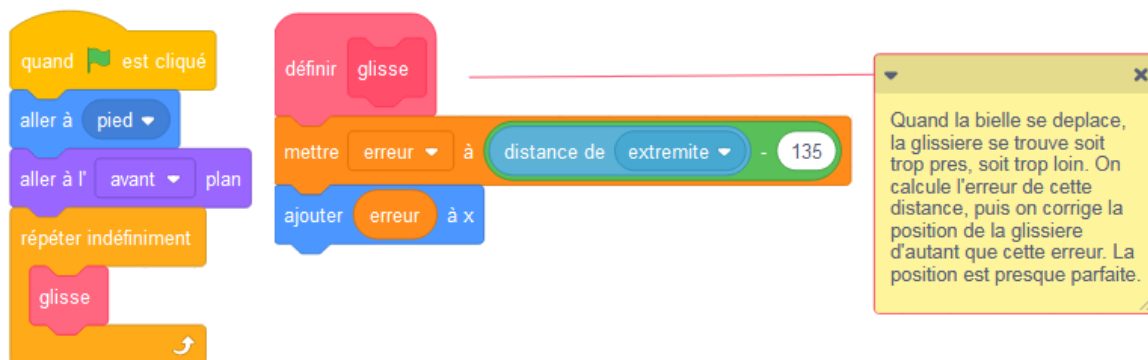 quand est cliqué
aller à pied
aller à l' avant plan
répéter indéfiniment
glisse
définir glisse
mettre erreur à distance de extremite - 135
ajouter erreur à x
Quand la bielle se deplace,
la glissiere se trouve soit
trop pres, soit trop loin. On
calcule l'erreur de cette
distance, puis on corrige la
position de la glissiere
d'autant que cette erreur. La
position est presque parfaite.